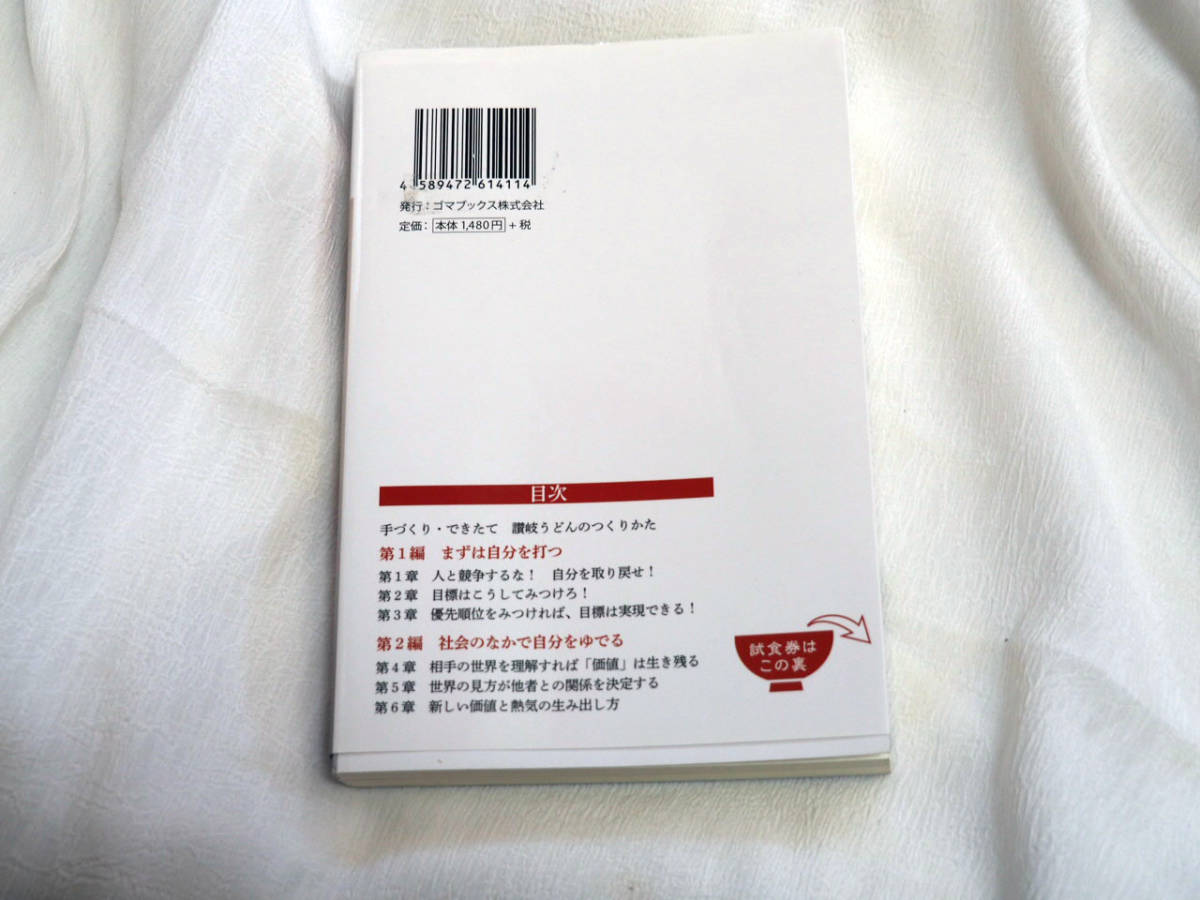 4 589472 614114
発行：ゴマブックス株式会社
定価： 本体1,480円 + 税
目次
手づくり・できたて　讃岐うどんのつくりかた
第1編　まずは自分を打つ
第1章　人と競争するな！　自分を取り戻せ！
第2章　目標はこうしてみつけろ！
第3章　優先順位をみつければ、目標は実現できる！
第2編　社会のなかで自分をゆでる
第4章　相手の世界を理解すれば「価値」は生き残る
第5章　世界の見方が他者との関係を決定する
第6章　新しい価値と熱気の生み出し方
試食券は
この裏